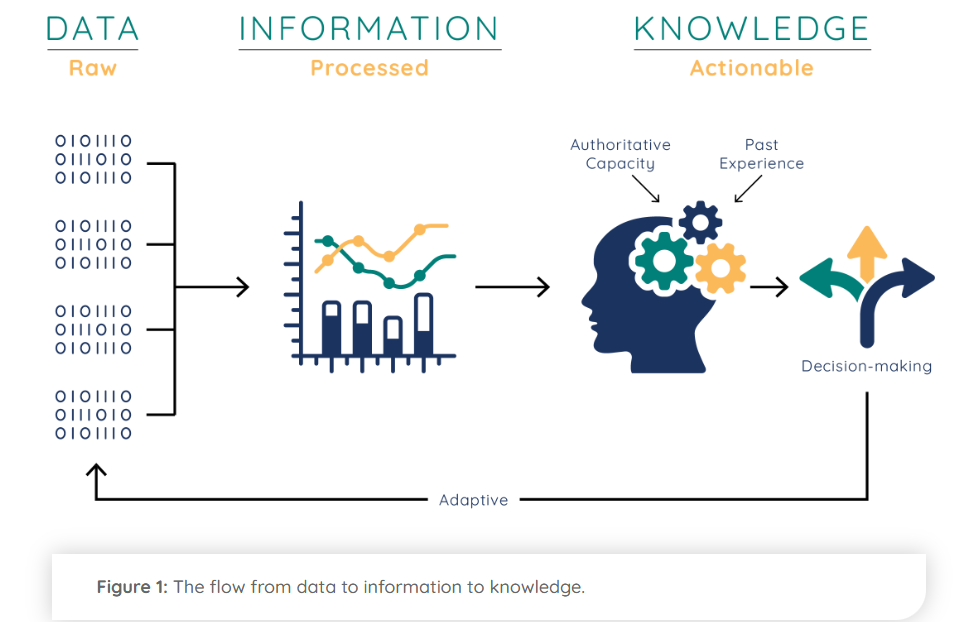 DATA
Raw
INFORMATION
Processed
KNOWLEDGE
Actionable
0101110
0111010
0101110
0101110
0111010
0101110
0101110
0111010
0101110
0101110
0111010
0101110
Authoritative
Capacity
Past
Experience
Decision-making
Adaptive
Figure 1: The flow from data to information to knowledge.